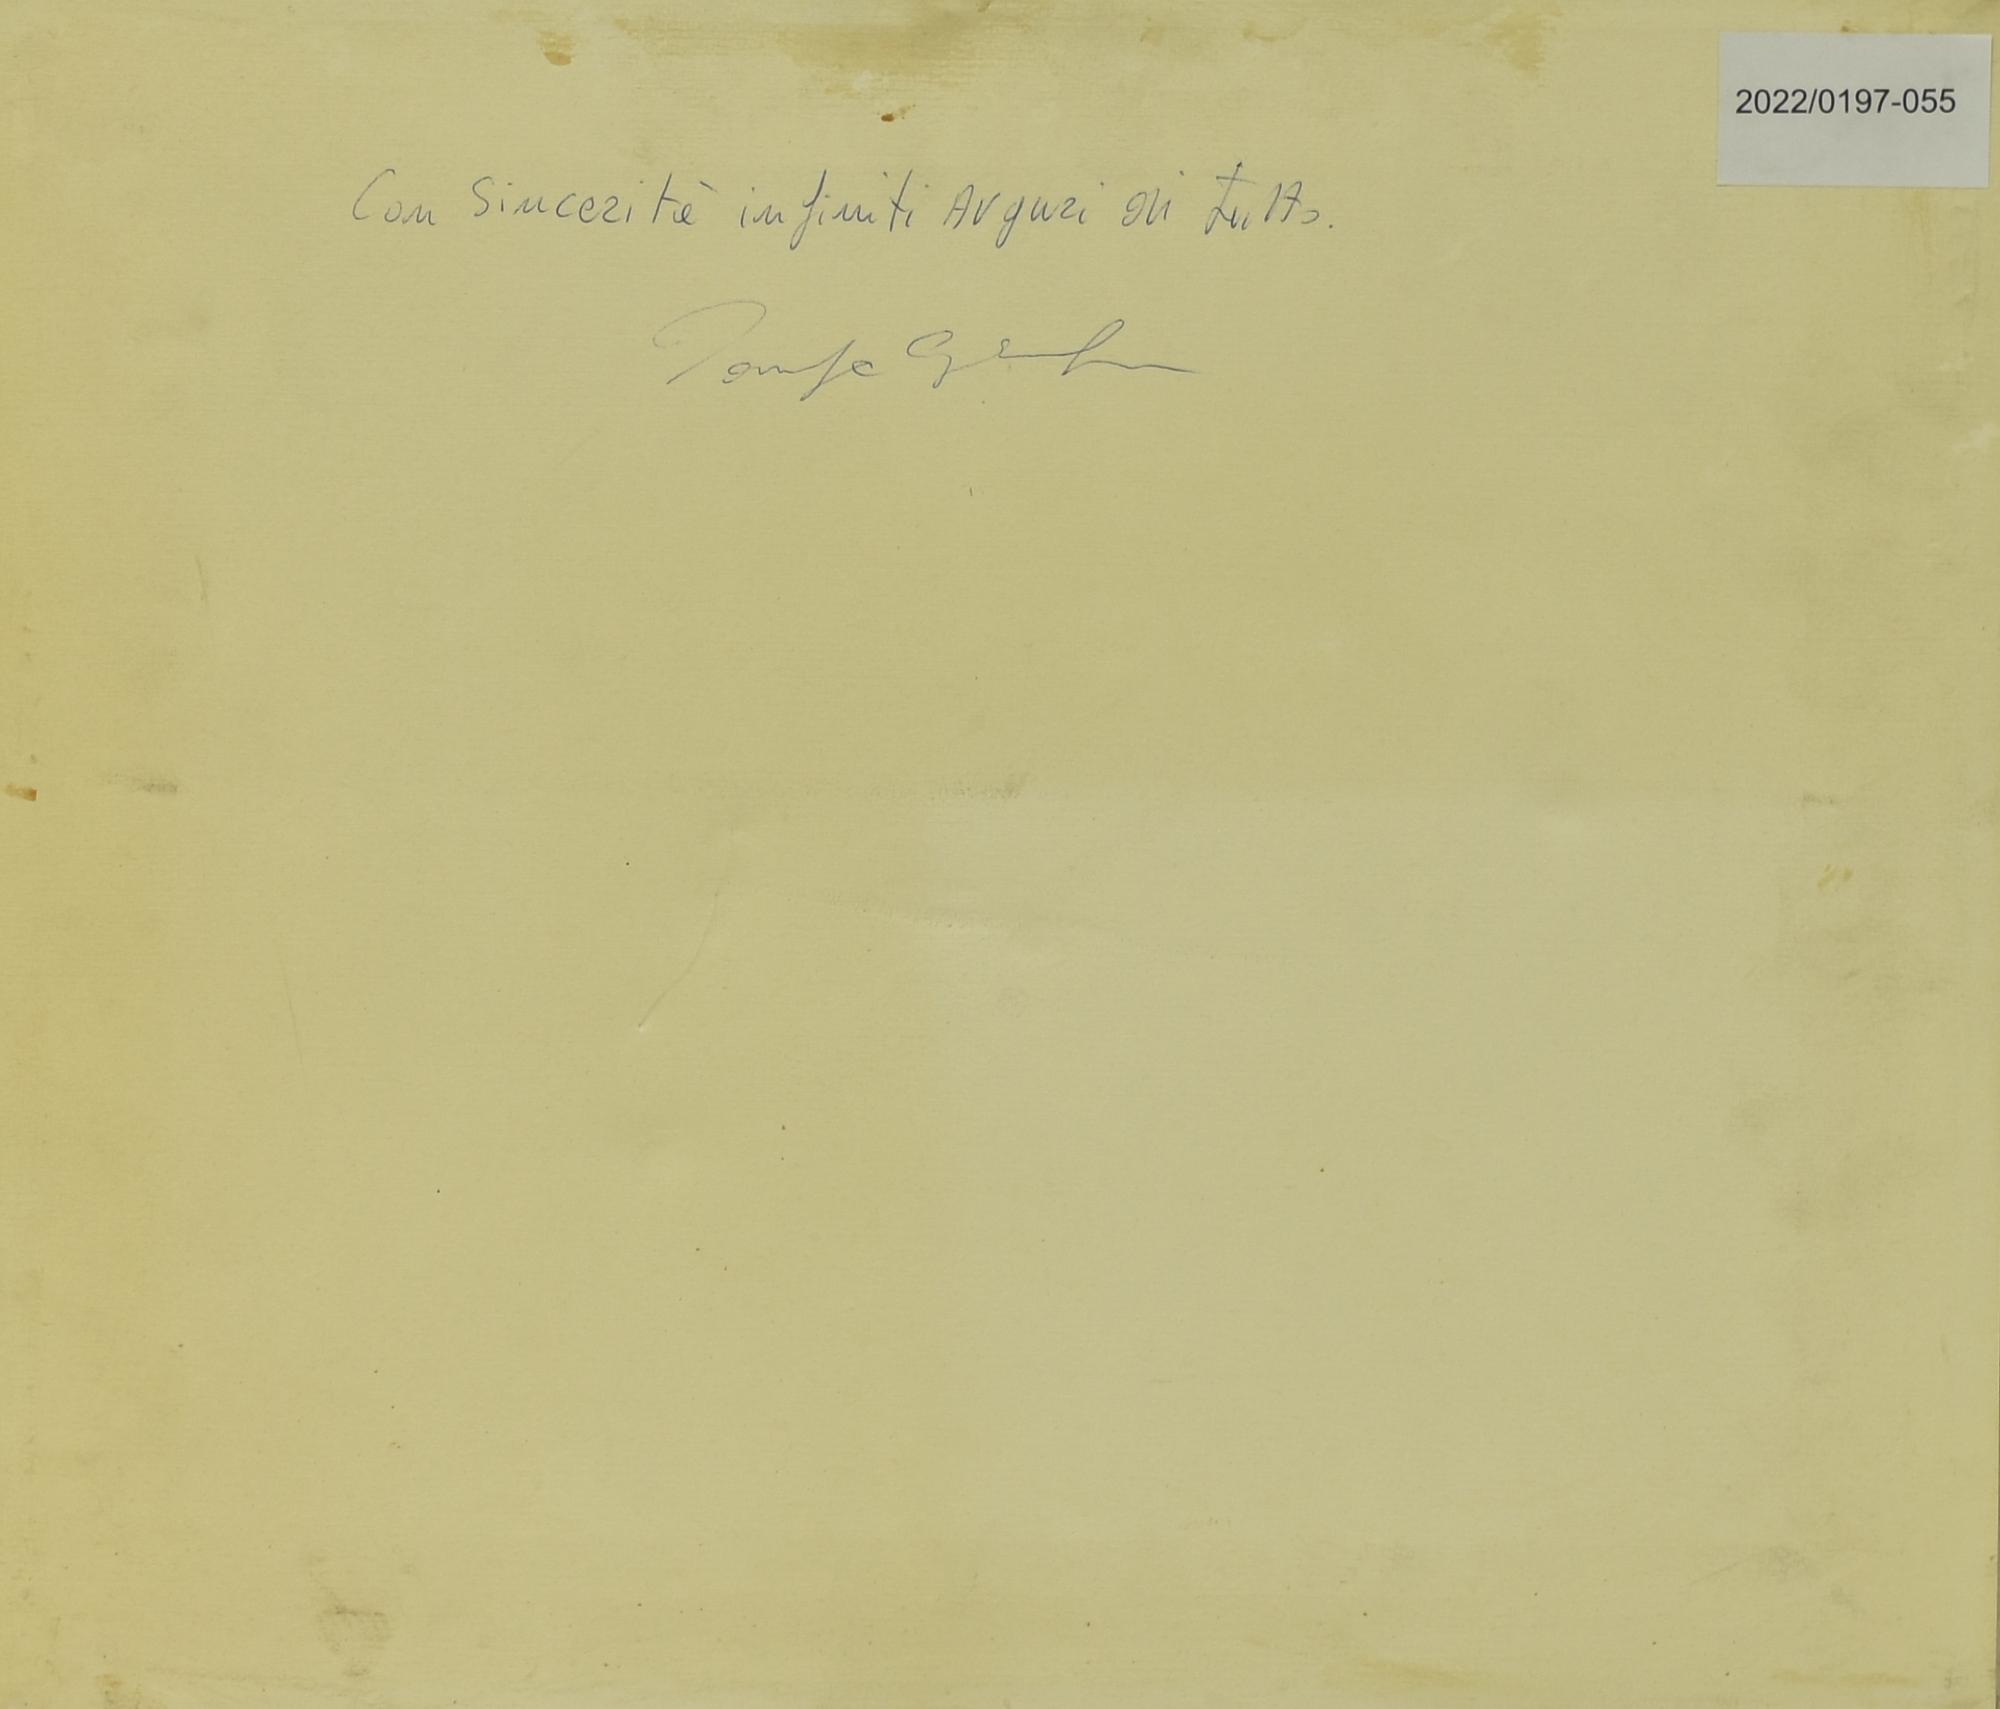 2022/0197-055
Con Sincerità infiniti Auguri di tutto.